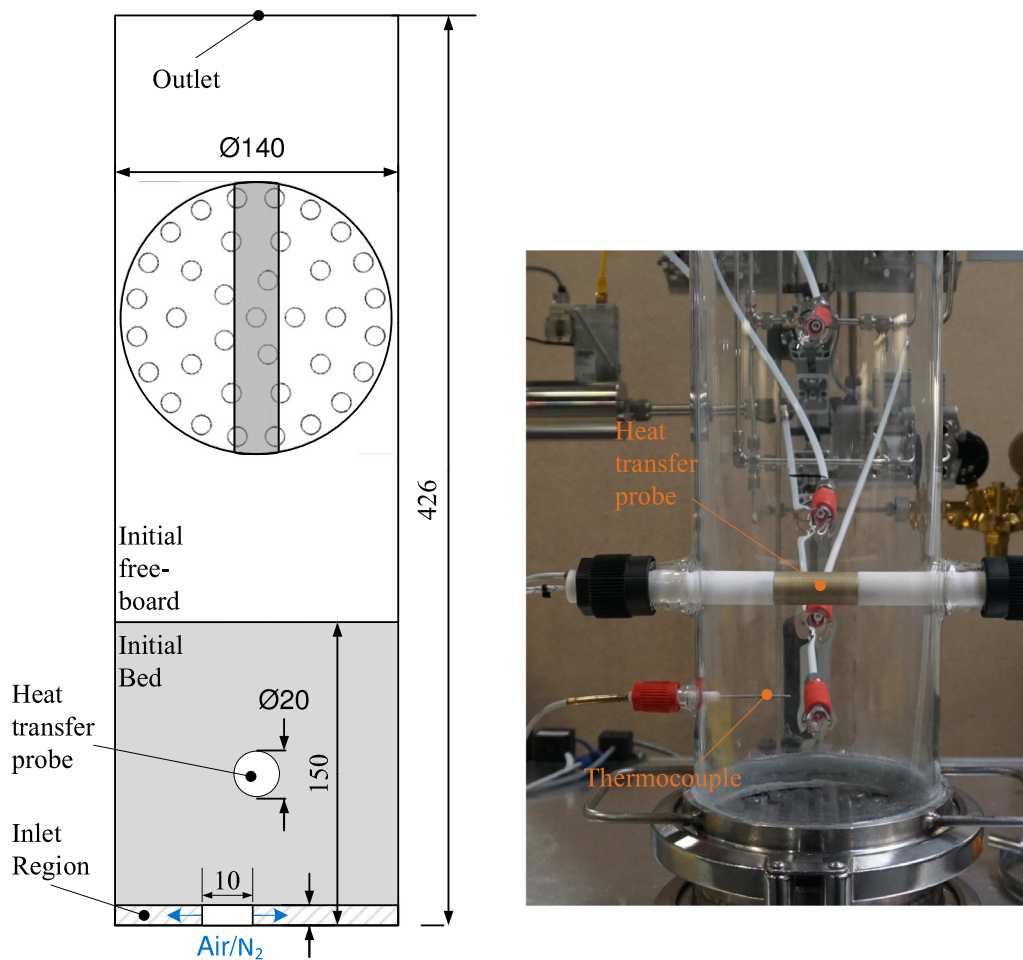 Outlet
Ø140
426
Initial
free-
board
Initial
Bed
Heat
transfer
probe
Ø20
150
Inlet
Region
10
Air/N₂
Heat
transfer
probe
Thermocouple